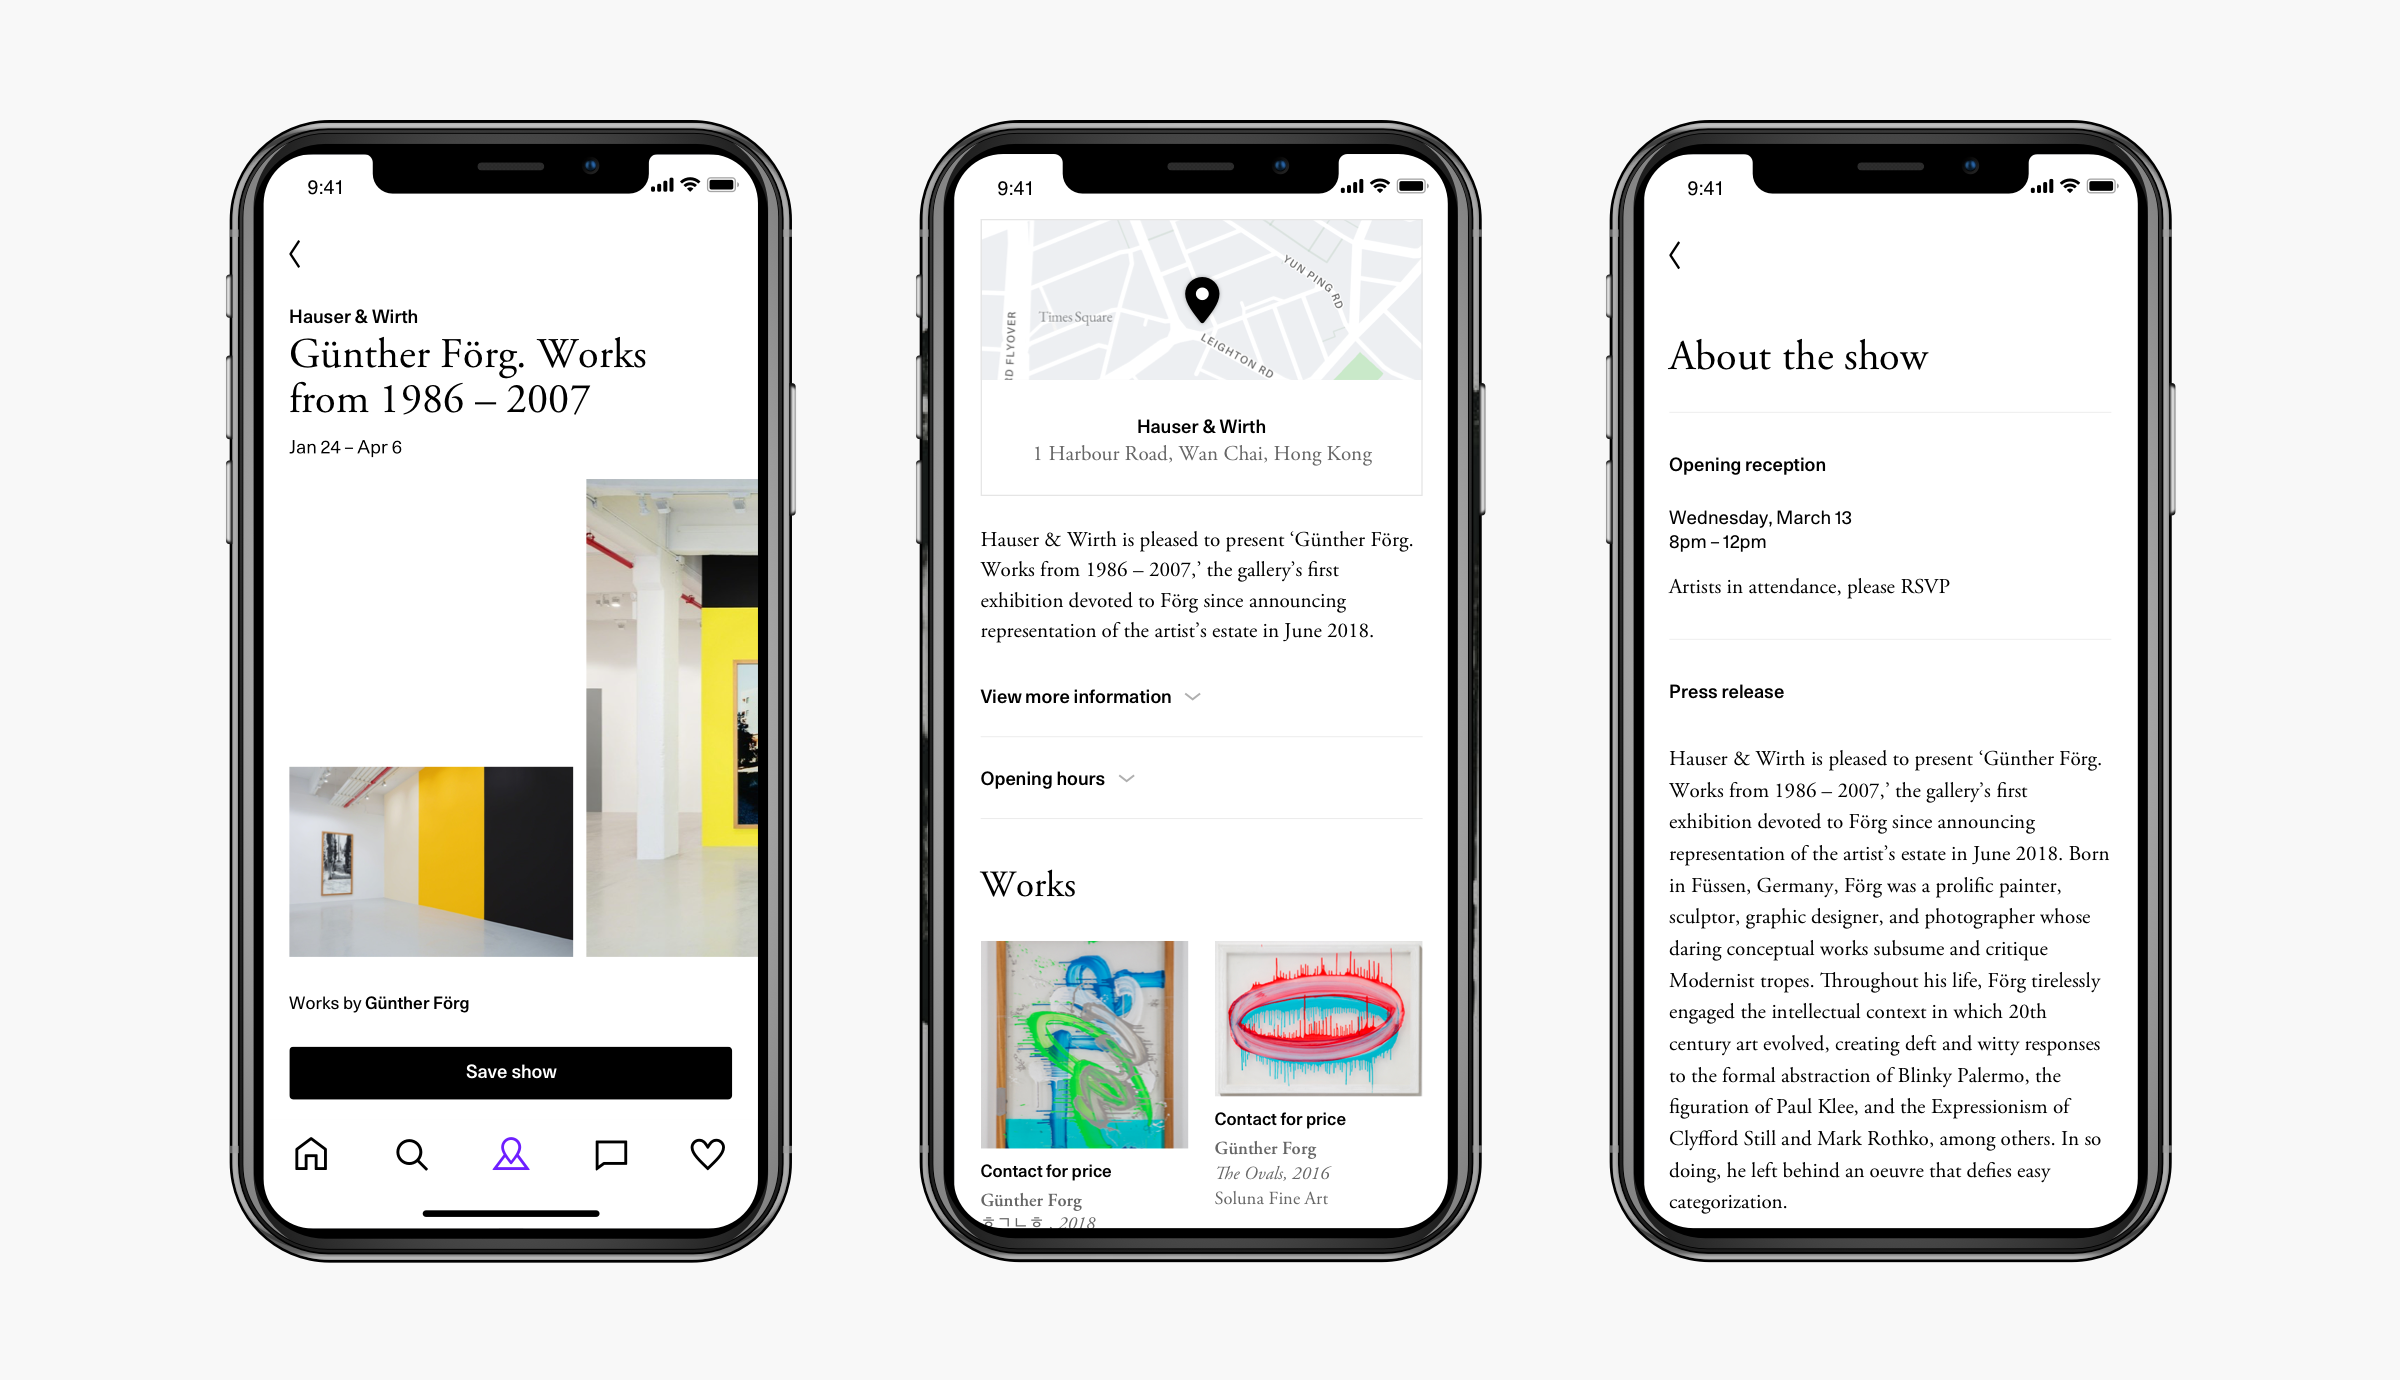 9:41
Hauser & Wirth
Günther Förg. Works
from 1986 – 2007
Jan 24 – Apr 6
Works by Günther Förg
Save show
9:41
YUN PING RD
Times Square
LEIGHTON RD
FLYOVER
Hauser & Wirth
1 Harbour Road, Wan Chai, Hong Kong
Hauser & Wirth is pleased to present ‘Günther Förg.
Works from 1986 – 2007,’ the gallery’s first
exhibition devoted to Förg since announcing
representation of the artist’s estate in June 2018.
View more information
Opening hours
Works
Contact for price
Günther Forg
2018
Contact for price
Günther Forg
The Ovals, 2016
Soluna Fine Art
9:41
About the show
Opening reception
Wednesday, March 13
8pm – 12pm
Artists in attendance, please RSVP
Press release
Hauser & Wirth is pleased to present ‘Günther Förg.
Works from 1986 – 2007,’ the gallery’s first
exhibition devoted to Förg since announcing
representation of the artist’s estate in June 2018. Born
in Füssen, Germany, Förg was a prolific painter,
sculptor, graphic designer, and photographer whose
daring conceptual works subsume and critique
Modernist tropes. Throughout his life, Förg tirelessly
engaged the intellectual context in which 20th
century art evolved, creating deft and witty responses
to the formal abstraction of Blinky Palermo, the
figuration of Paul Klee, and the Expressionism of
Clyfford Still and Mark Rothko, among others. In so
doing, he left behind an oeuvre that defies easy
categorization.